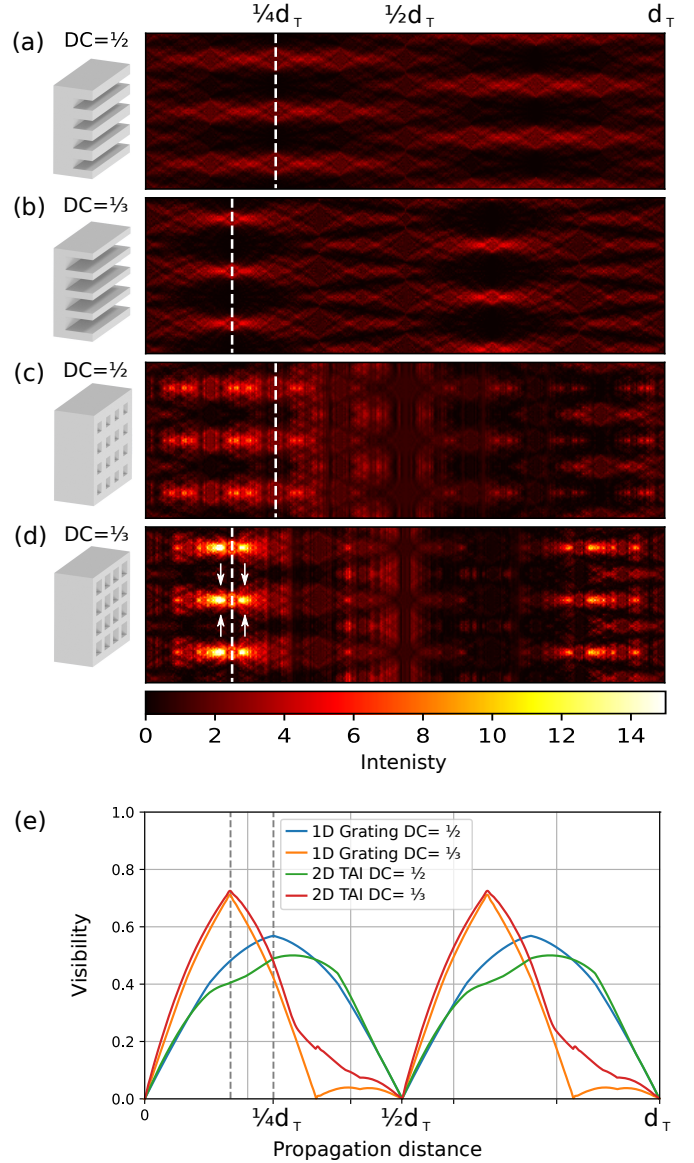 ¼d_T ½d_T d_T
(a) DC=½
(b) DC=⅓
(c) DC=½
(d) DC=⅓
0 2 4 6 8 10 12 14
Intenisty
(e)
1.0
0.8
0.6
0.4
0.2
0.0
Visibility
1D Grating DC= ½
1D Grating DC= ⅓
2D TAI DC= ½
2D TAI DC= ⅓
0 ¼d_T ½d_T d_T
Propagation distance